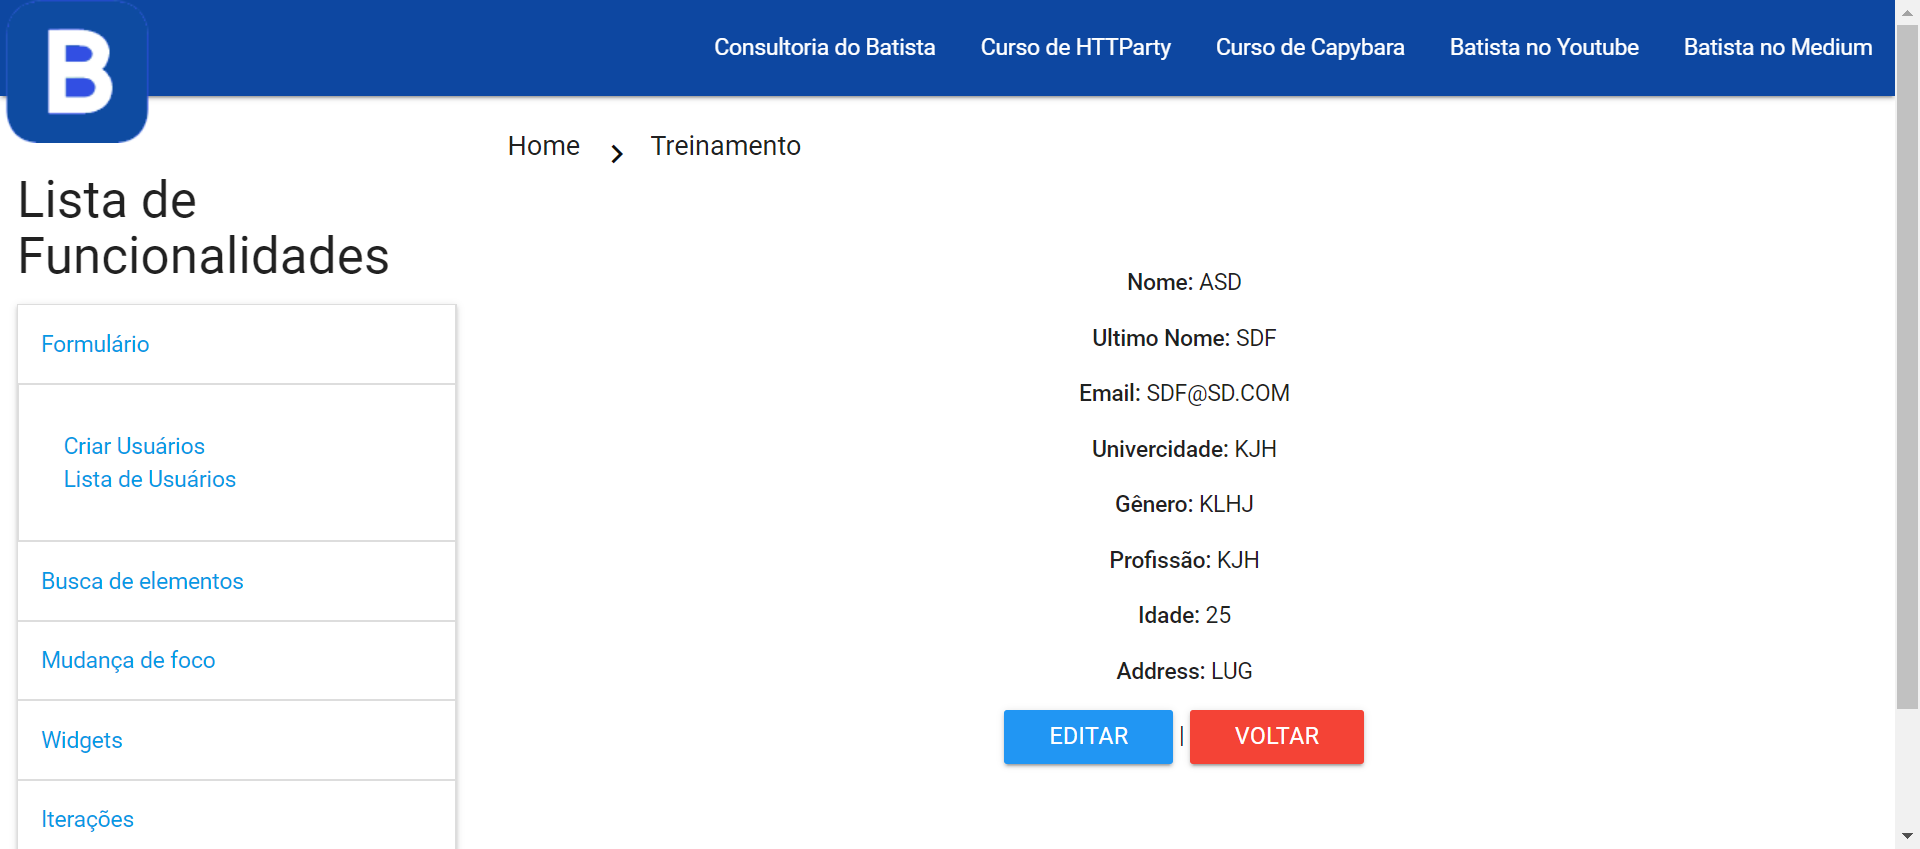 B
Consultoria do Batista
Curso de HTTParty
Curso de Capybara
Batista no Youtube
Batista no Medium
Home
Treinamento
Lista de
Funcionalidades
Formulário
Criar Usuários
Lista de Usuários
Busca de elementos
Mudança de foco
Widgets
Iterações
Nome: ASD
Ultimo Nome: SDF
Email: SDF@SD.COM
Univercidade: KJH
Gênero: KLHJ
Profissão: KJH
Idade: 25
Address: LUG
EDITAR | VOLTAR